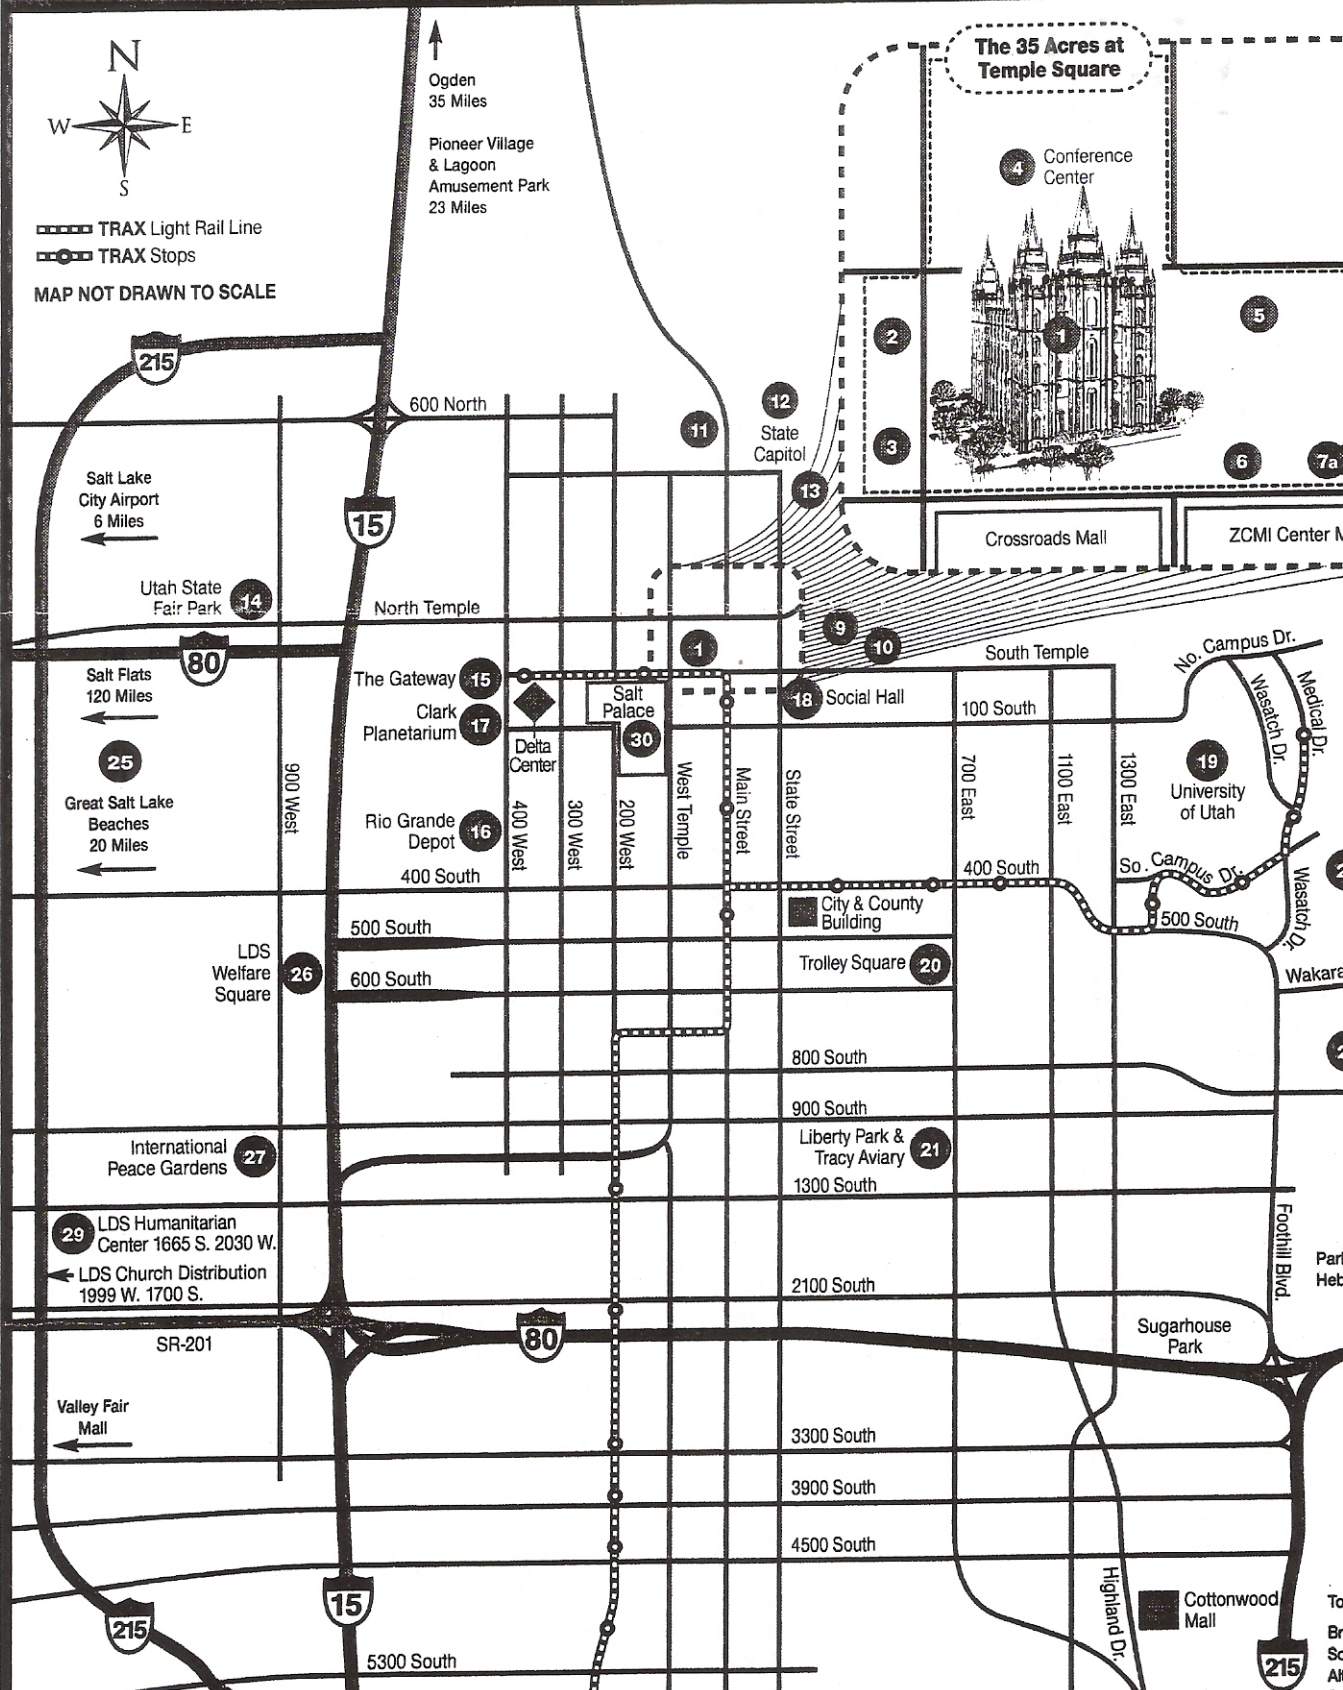 N
W
E
S
TRAX Light Rail Line
TRAX Stops
MAP NOT DRAWN TO SCALE
Ogden
35 Miles
Pioneer Village
& Lagoon
Amusement Park
23 Miles
The 35 Acres at
Temple Square
4
Conference
Center
2
1
5
3
6
7a
Crossroads Mall
ZCMI Center M
215
600 North
11
12
State
Capitol
13
Salt Lake
City Airport
6 Miles
15
Utah State
Fair Park
14
North Temple
80
Salt Flats
120 Miles
25
Great Salt Lake
Beaches
20 Miles
The Gateway
15
Clark
Planetarium
17
Delta
Center
Salt
Palace
30
1
9
10
South Temple
18
Social Hall
100 South
No. Campus Dr.
Wasatch Dr.
Medical Dr.
19
University
of Utah
900 West
Rio Grande
Depot
16
400 West
300 West
200 West
West Temple
Main Street
State Street
700 East
1100 East
1300 East
400 South
400 South
So. Campus Dr.
Wasatch Dr.
500 South
City & County
Building
500 South
LDS
Welfare
Square
26
600 South
Trolley Square
20
Wakara
800 South
900 South
International
Peace Gardens
27
Liberty Park &
Tracy Aviary
21
1300 South
29
LDS Humanitarian
Center 1665 S. 2030 W.
LDS Church Distribution
1999 W. 1700 S.
Foothill Blvd.
2100 South
SR-201
80
Sugarhouse
Park
Valley Fair
Mall
3300 South
3900 South
4500 South
Highland Dr.
Cottonwood
Mall
215
15
5300 South
215